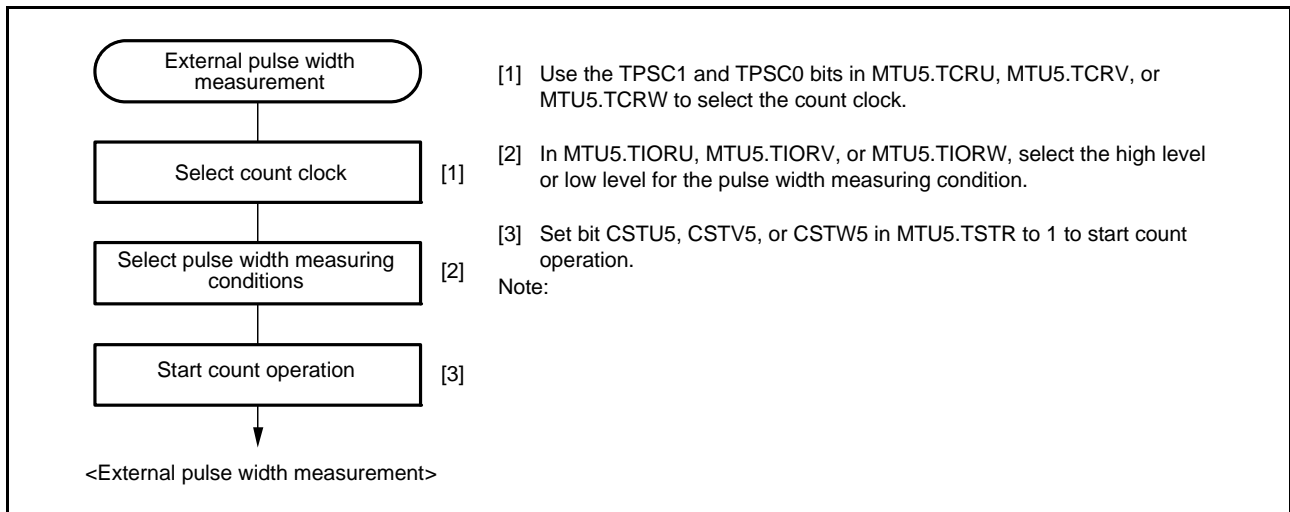 External pulse width
measurement
Select count clock
[1]
Select pulse width measuring
conditions
[2]
Start count operation
[3]
<External pulse width measurement>
[1] Use the TPSC1 and TPSC0 bits in MTU5.TCRU, MTU5.TCRV, or
MTU5.TCRW to select the count clock.
[2] In MTU5.TIORU, MTU5.TIORV, or MTU5.TIORW, select the high level
or low level for the pulse width measuring condition.
[3] Set bit CSTU5, CSTV5, or CSTW5 in MTU5.TSTR to 1 to start count
operation.
Note: